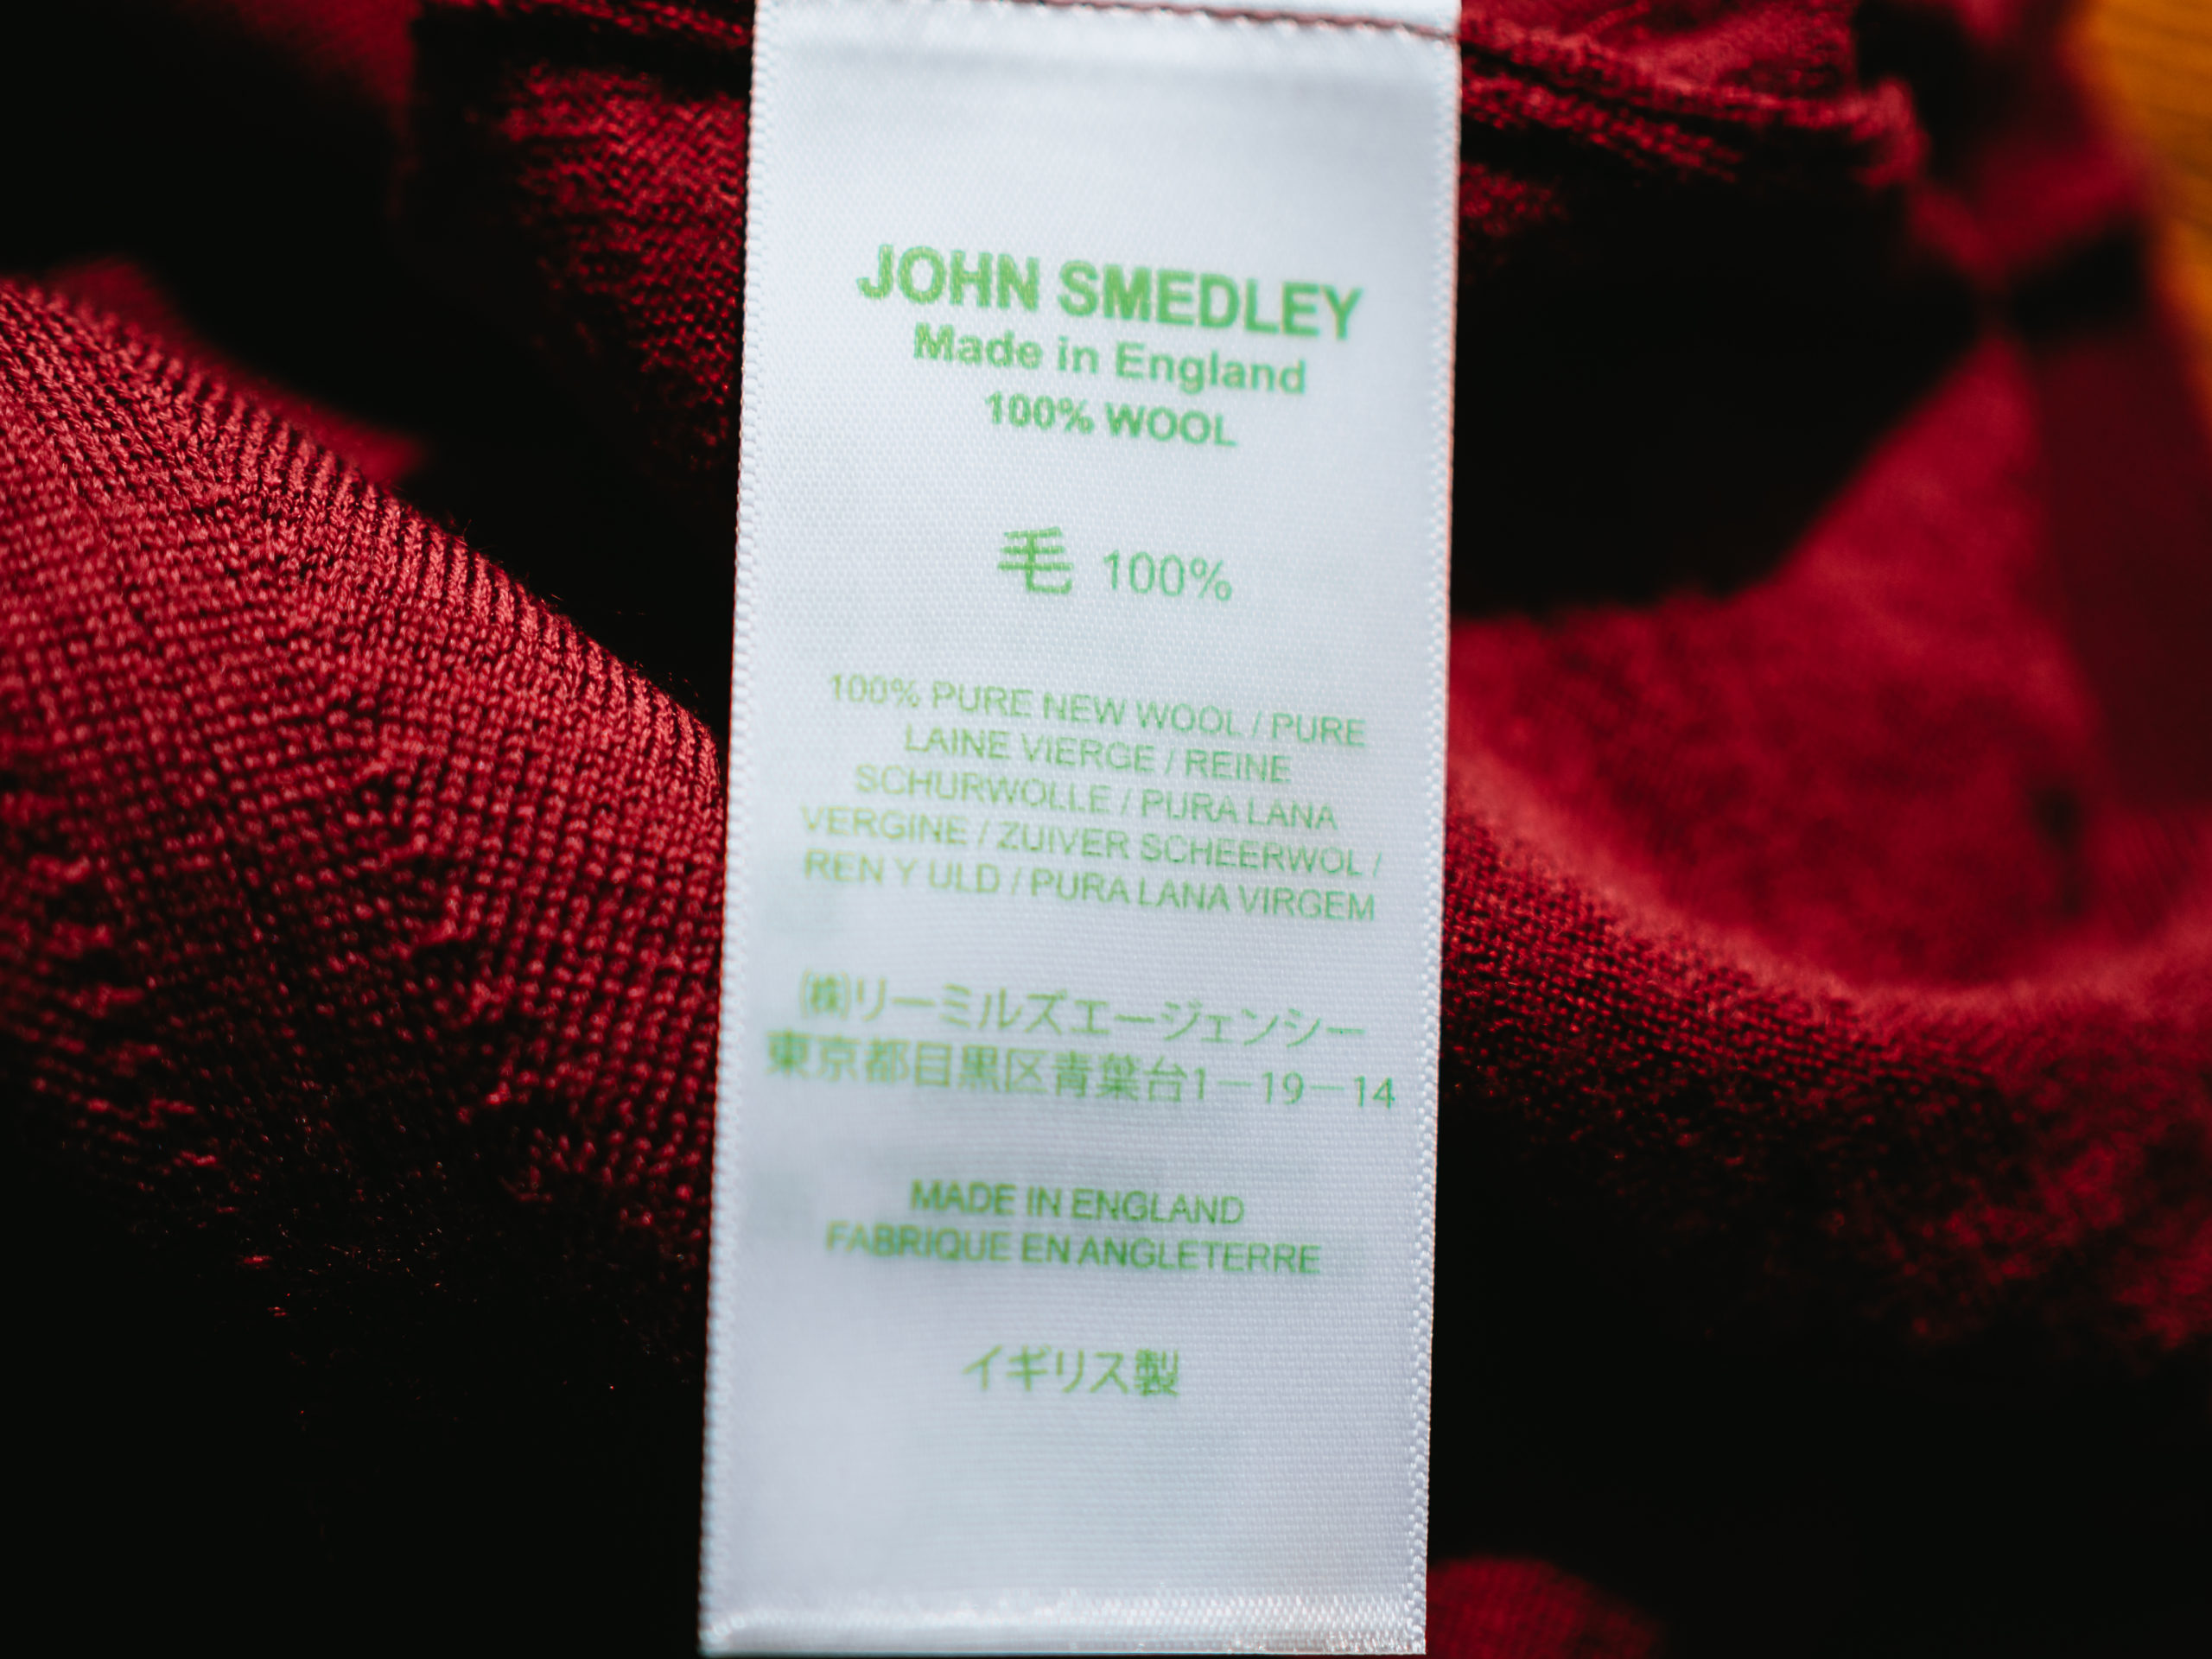 JOHN SMEDLEY
Made in England
100% WOOL
毛 100%
100% PURE NEW WOOL / PURE
LAINE VIERGE / REINE
SCHURWOLLE / PURA LANA
VERGINE / ZUIVER SCHEERWOL /
REN Y ULD / PURA LANA VIRGEM
㈱リーミルズエージェンシー
東京都目黒区青葉台1－19－14
MADE IN ENGLAND
FABRIQUE EN ANGLETERRE
イギリス製